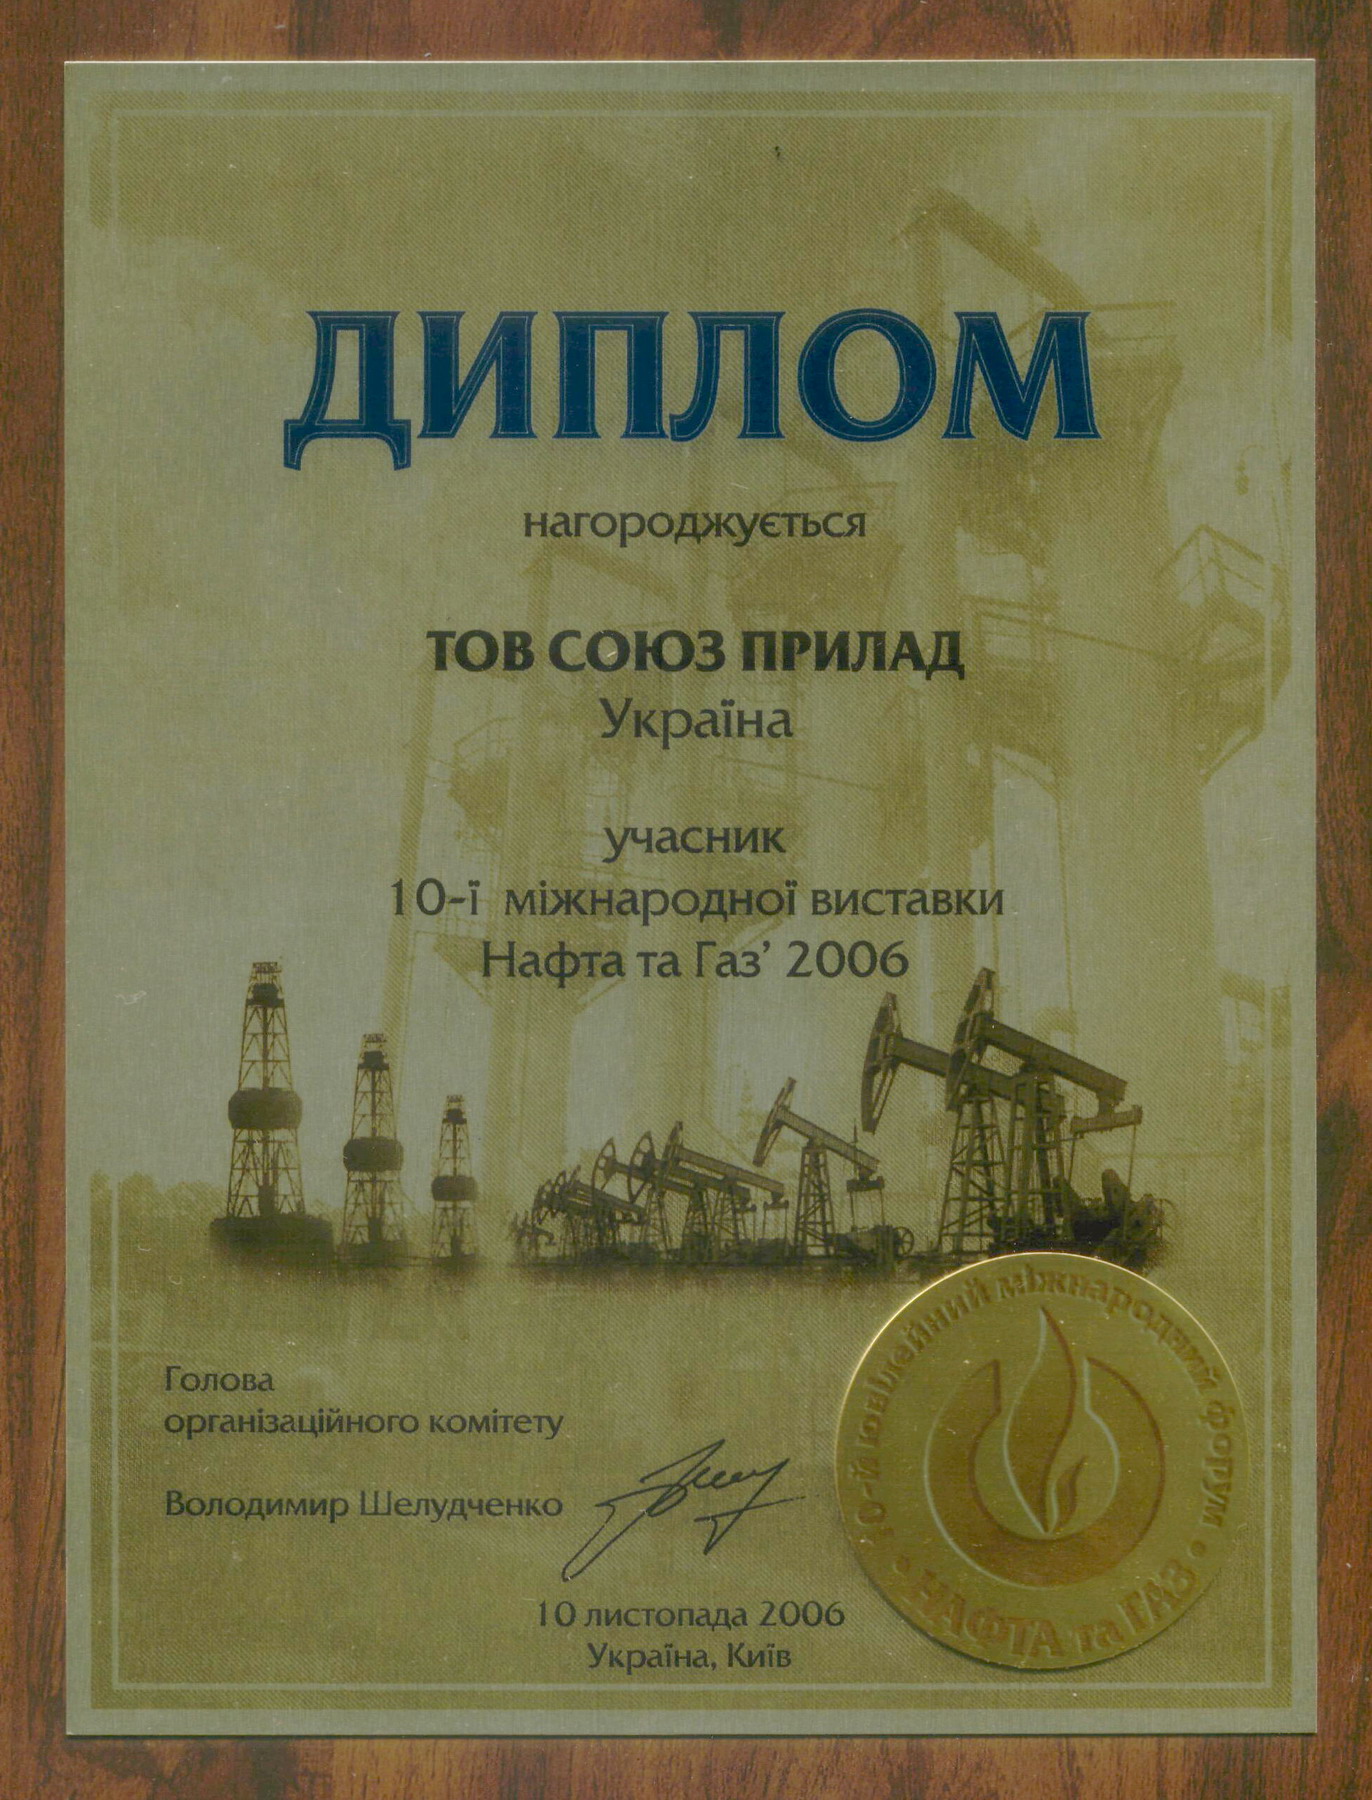 ДИПЛОМ
нагороджується
ТОВ СОЮЗ ПРИЛАД
Україна
учасник
10-ї міжнародної виставки
Нафта та Газ' 2006
Голова
організаційного комітету
Володимир Шелудченко
10 листопада 2006
Україна, Київ
10-й ювілейний міжнародний форум
• НАФТА та ГАЗ •